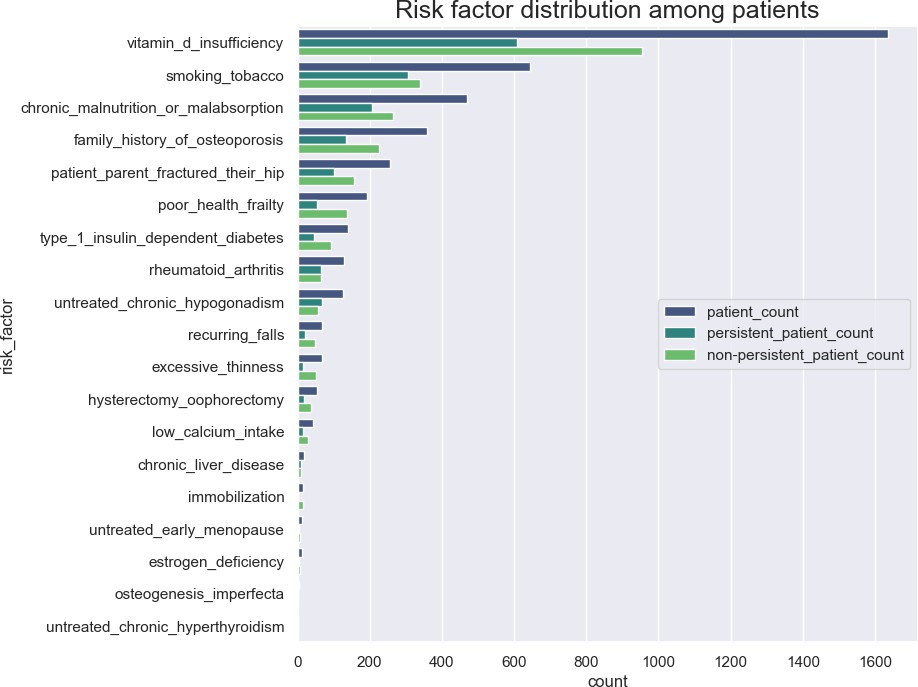 Risk factor distribution among patients
vitamin_d_insufficiency
smoking_tobacco
chronic_malnutrition_or_malabsorption
family_history_of_osteoporosis
patient_parent_fractured_their_hip
poor_health_frailty
type_1_insulin_dependent_diabetes
rheumatoid_arthritis
untreated_chronic_hypogonadism
recurring_falls
excessive_thinness
hysterectomy_oophorectomy
low_calcium_intake
chronic_liver_disease
immobilization
untreated_early_menopause
estrogen_deficiency
osteogenesis_imperfecta
untreated_chronic_hyperthyroidism
risk_factor
patient_count
persistent_patient_count
non-persistent_patient_count
0 200 400 600 800 1000 1200 1400 1600
count